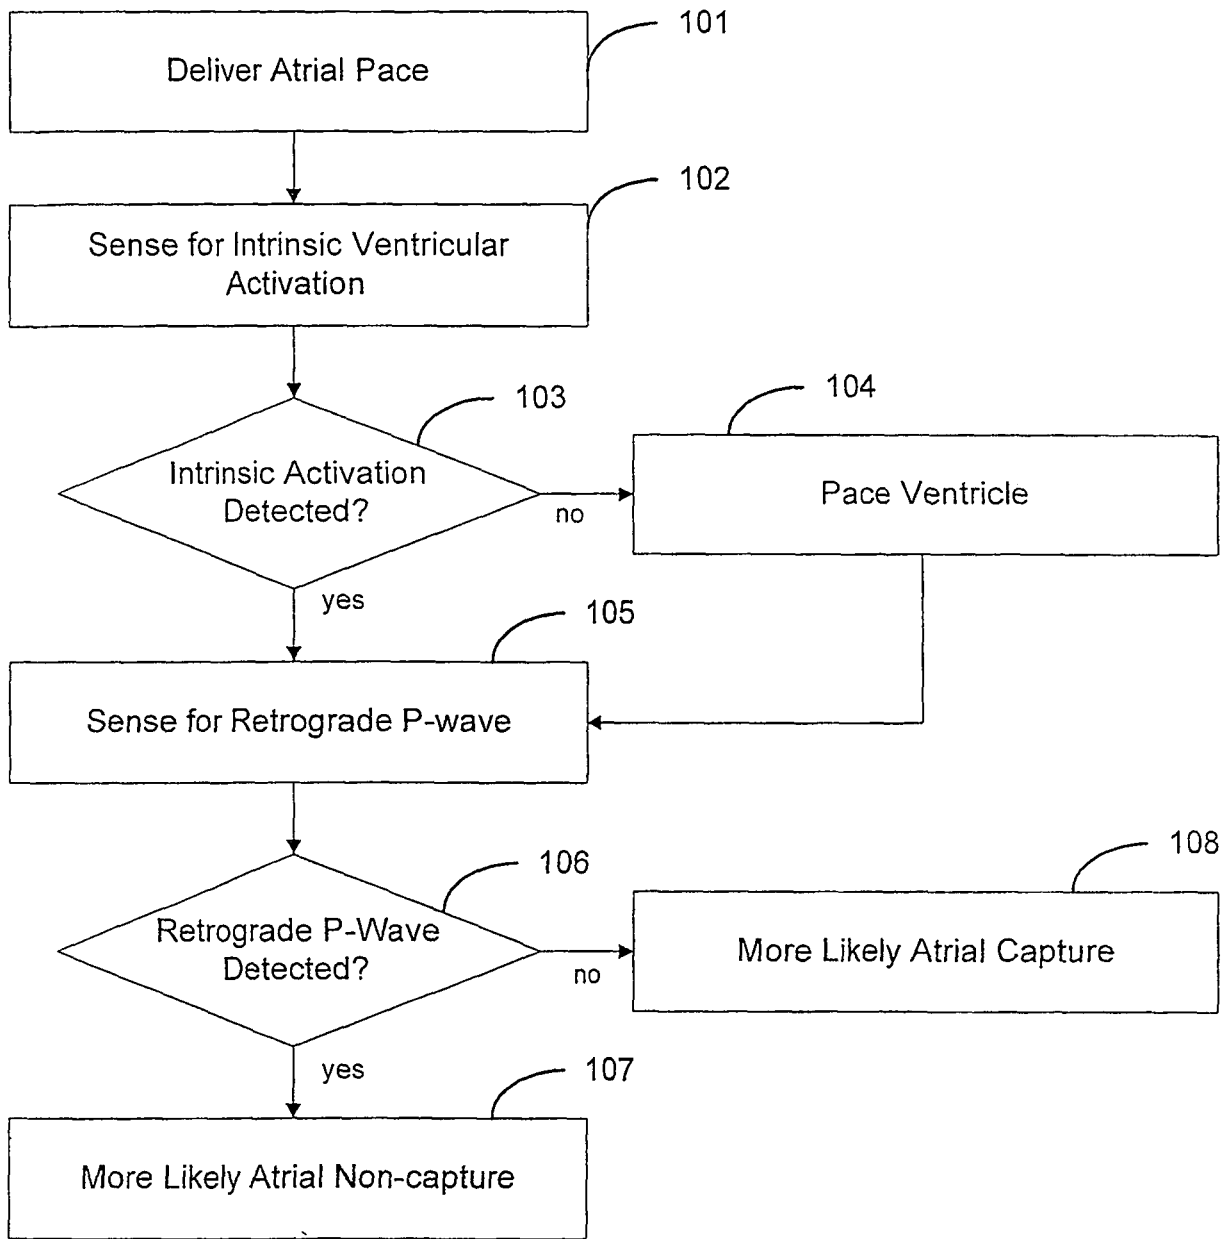 101
Deliver Atrial Pace
102
Sense for Intrinsic Ventricular
Activation
103
Intrinsic Activation
Detected?
no
104
Pace Ventricle
yes
105
Sense for Retrograde P-wave
106
Retrograde P-Wave
Detected?
no
108
More Likely Atrial Capture
yes
107
More Likely Atrial Non-capture